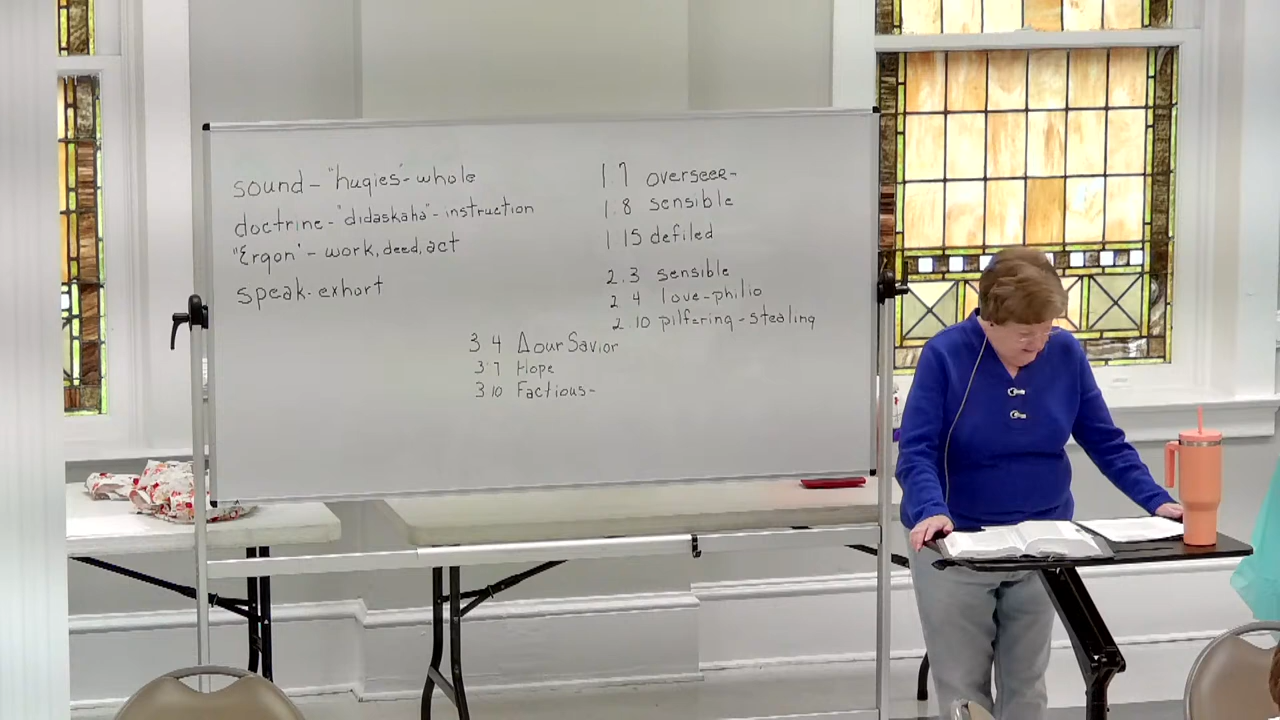 sound - "hugies" - whole
doctrine - "didaskaha" - instruction
"Ergon" - work, deed, act
speak - exhort
1 7 overseer -
1.8 sensible
1 15 defiled
2.3 sensible
2 4 love - philio
2.10 pilfering - stealing
3 4 Δ our Savior
3:7 Hope
3 10 Factious -